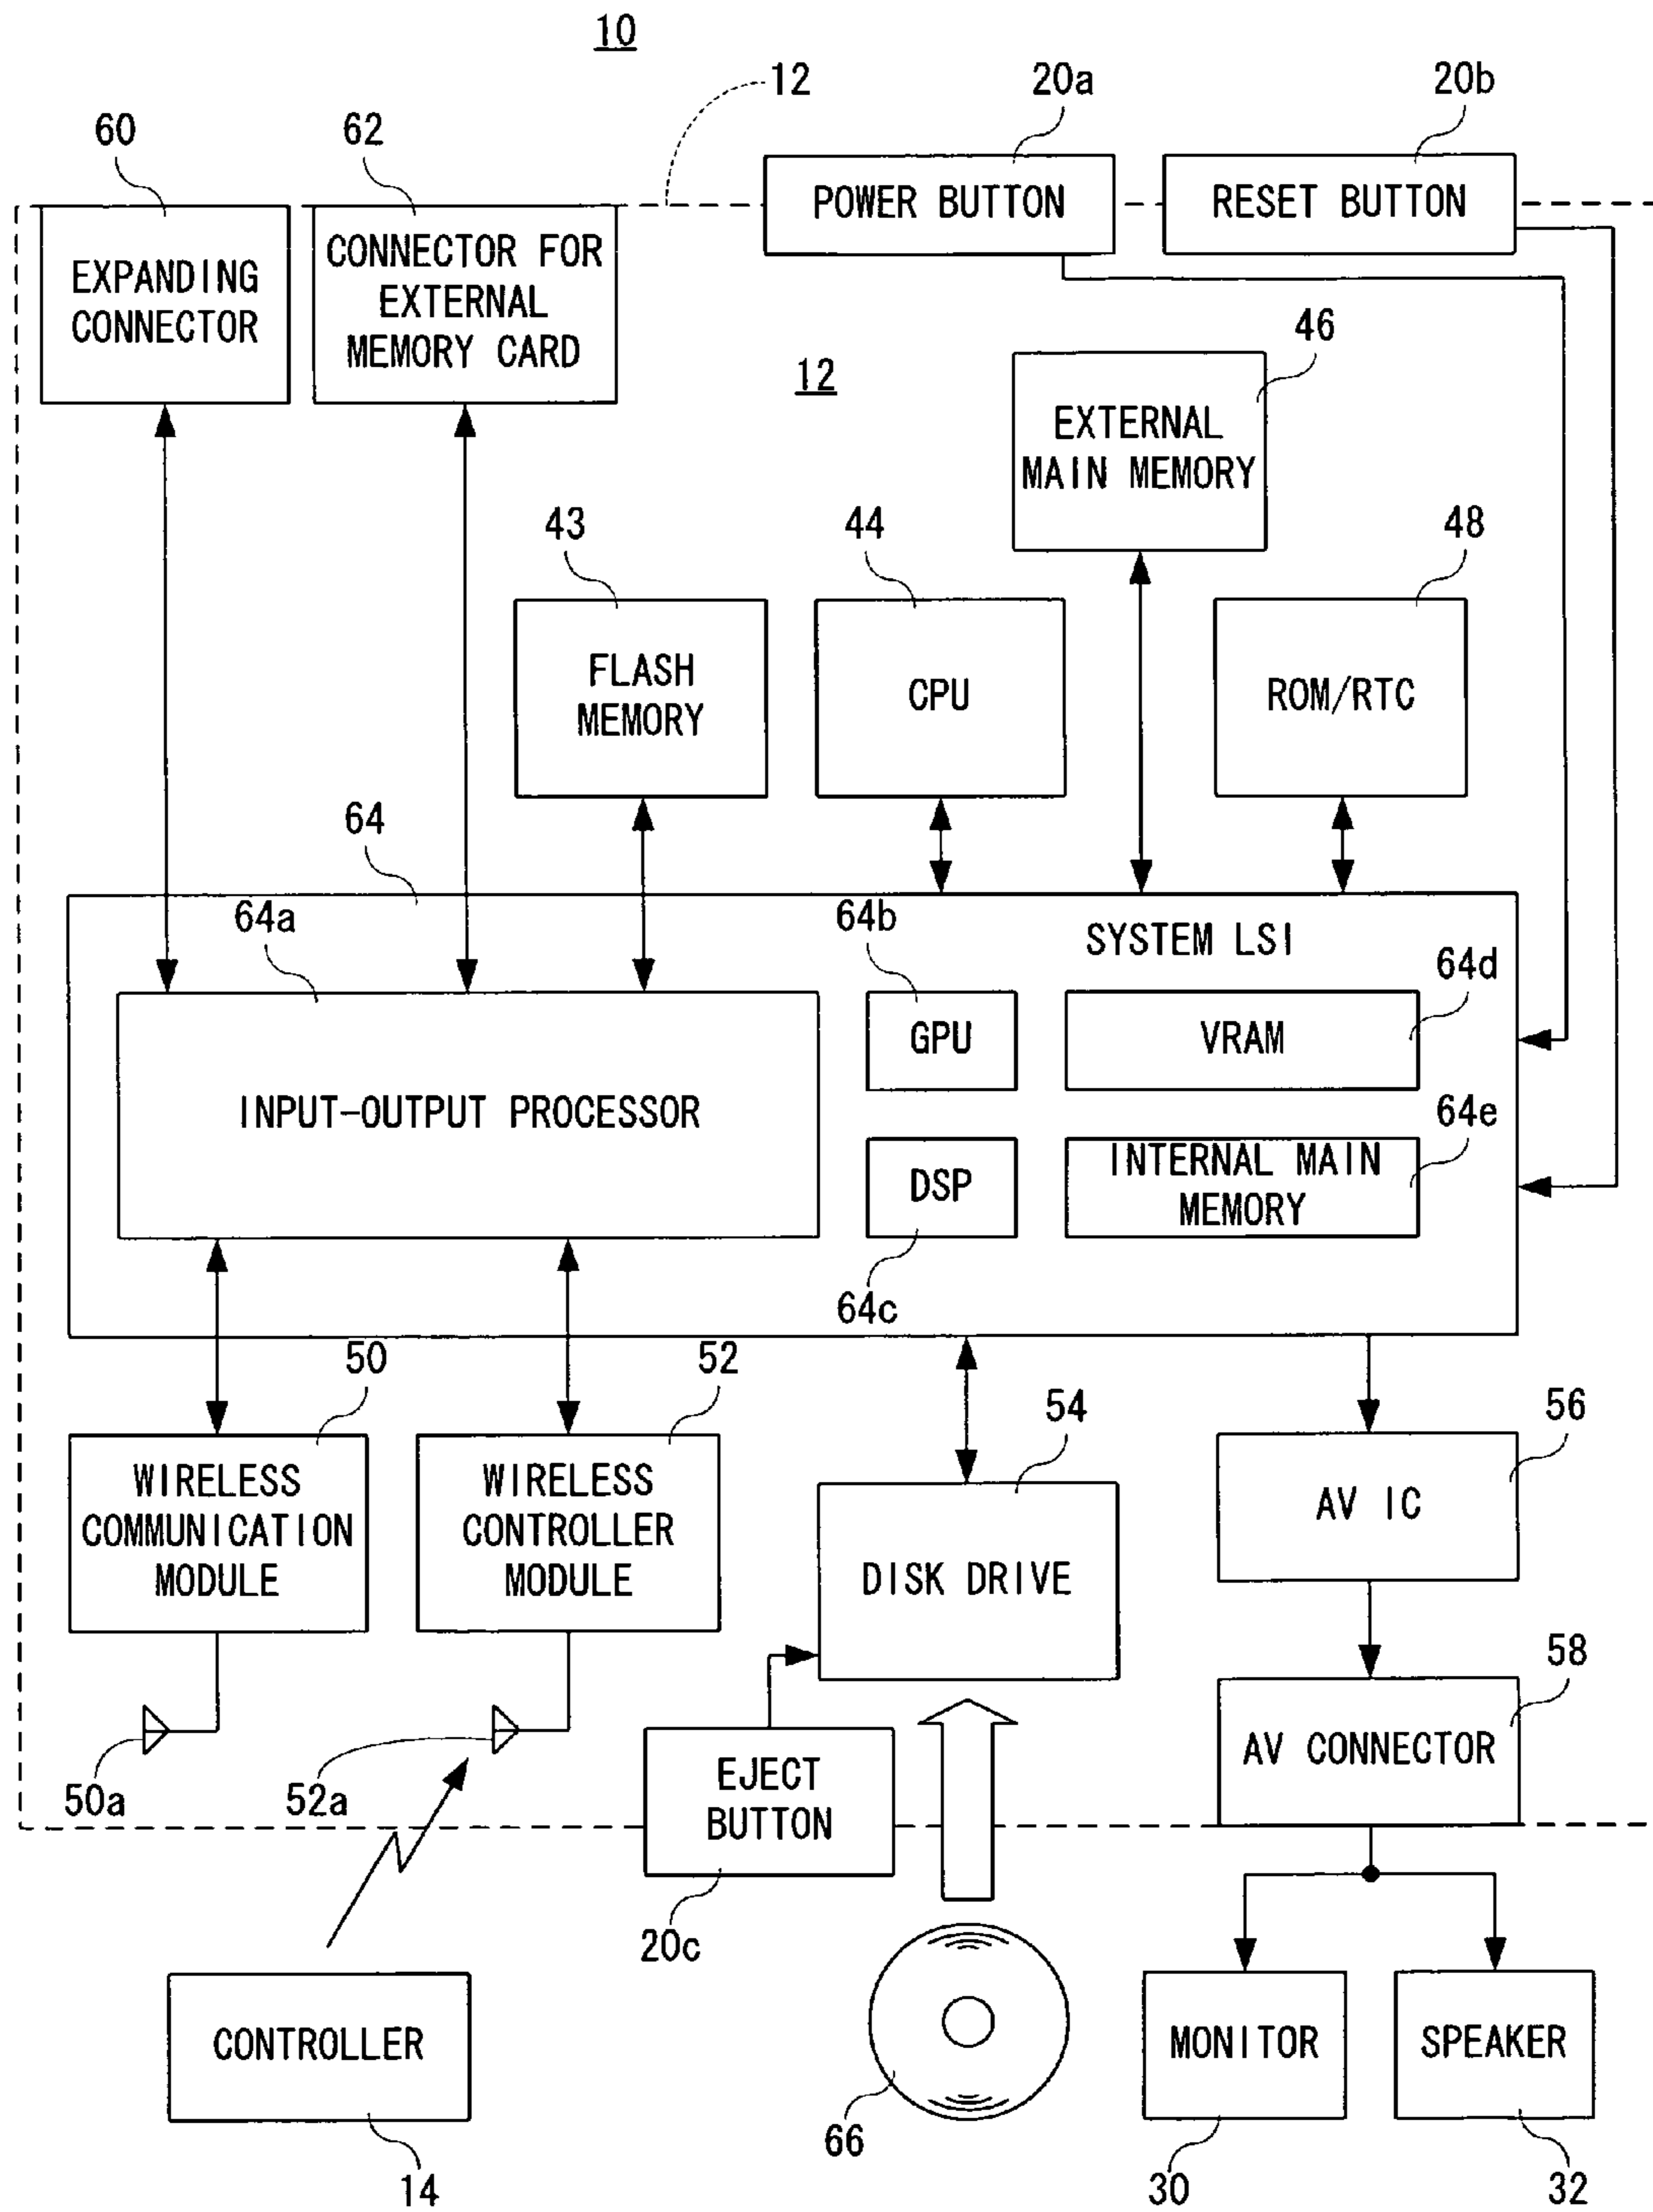 10
12
20a
20b
60
62
POWER BUTTON
RESET BUTTON
EXPANDING
CONNECTOR
CONNECTOR FOR
EXTERNAL
MEMORY CARD
12
46
EXTERNAL
MAIN MEMORY
43
44
48
FLASH
MEMORY
CPU
ROM/RTC
64
64a
64b
SYSTEM LSI
64d
GPU
VRAM
INPUT-OUTPUT PROCESSOR
64e
DSP
INTERNAL MAIN
MEMORY
64c
50
52
54
56
WIRELESS
COMMUNICATION
MODULE
WIRELESS
CONTROLLER
MODULE
DISK DRIVE
AV IC
58
50a
52a
EJECT
BUTTON
AV CONNECTOR
20c
CONTROLLER
MONITOR
SPEAKER
14
66
30
32